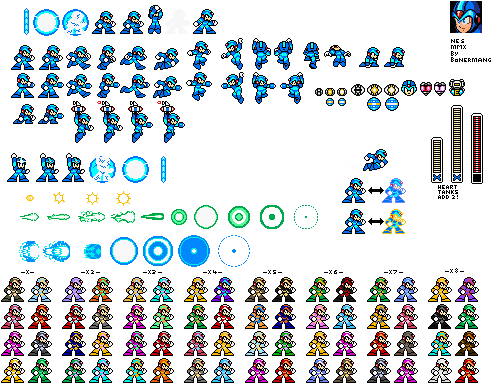 NES
MMX
By
BONERMANG
HEART
TANKS
ADD 2!
-X- -X2- -X3- -X4- -X5- -X6- -X7- -X8-